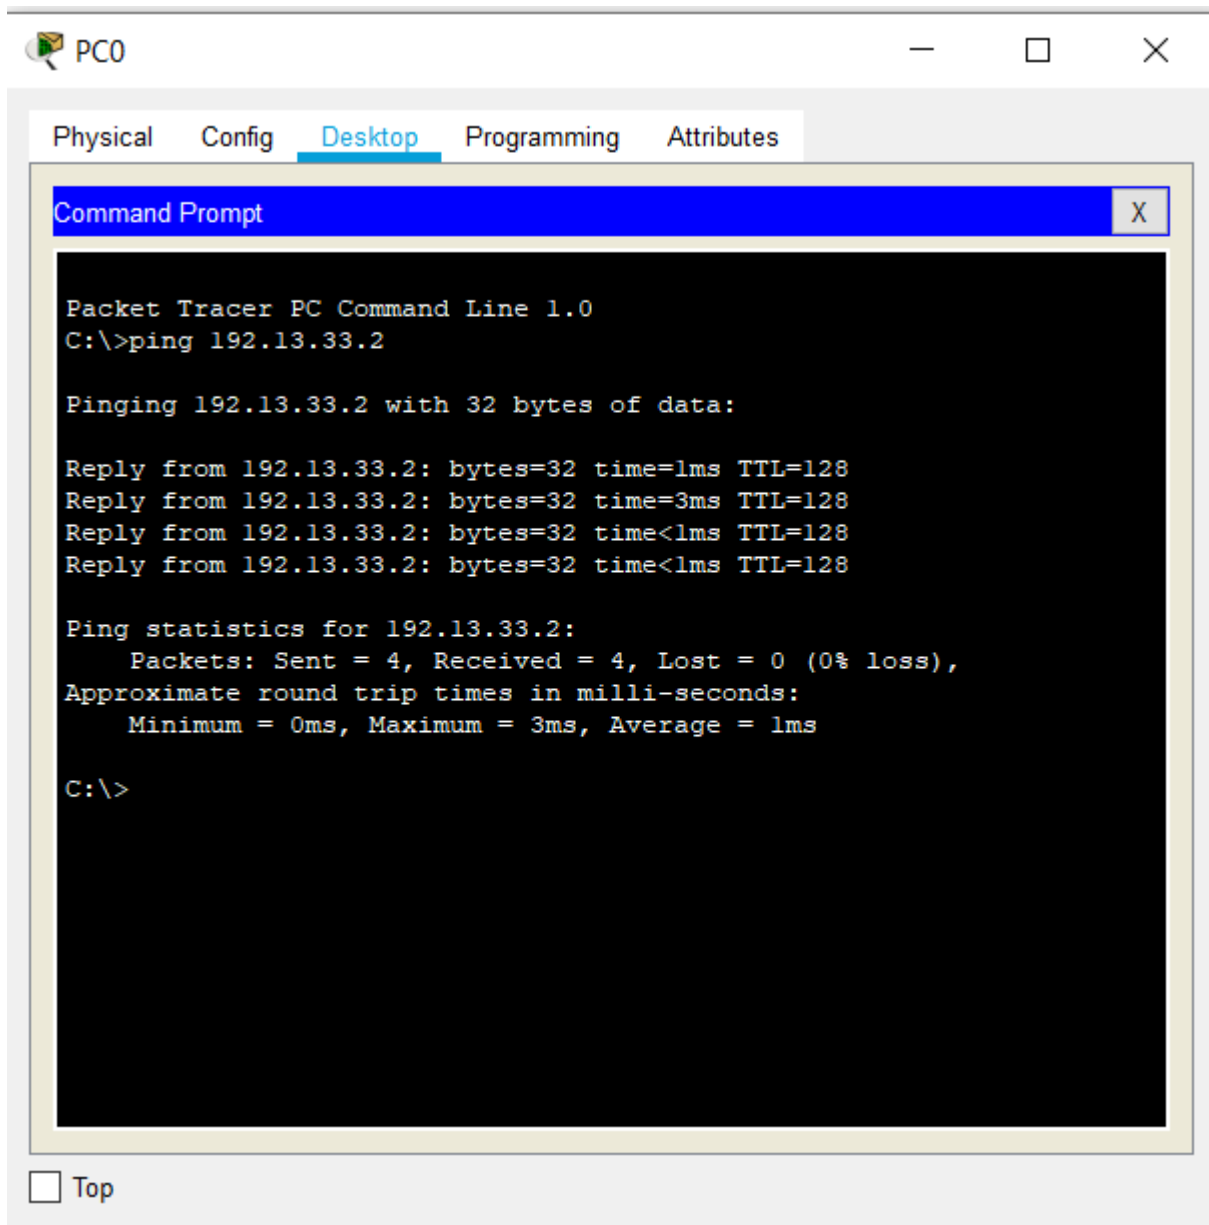 PC0
Physical Config Desktop Programming Attributes
Command Prompt X
Packet Tracer PC Command Line 1.0
C:\>ping 192.13.33.2
Pinging 192.13.33.2 with 32 bytes of data:
Reply from 192.13.33.2: bytes=32 time=1ms TTL=128
Reply from 192.13.33.2: bytes=32 time=3ms TTL=128
Reply from 192.13.33.2: bytes=32 time<1ms TTL=128
Reply from 192.13.33.2: bytes=32 time<1ms TTL=128
Ping statistics for 192.13.33.2:
Packets: Sent = 4, Received = 4, Lost = 0 (0% loss),
Approximate round trip times in milli-seconds:
Minimum = 0ms, Maximum = 3ms, Average = 1ms
C:\>
Top